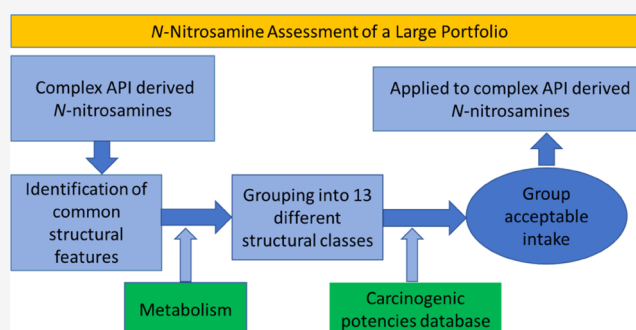 N-Nitrosamine Assessment of a Large Portfolio
Complex API derived
N-nitrosamines
Applied to complex API derived
N-nitrosamines
Identification of
common
structural
features
Grouping into 13
different
structural classes
Group
acceptable
intake
Metabolism
Carcinogenic
potencies database